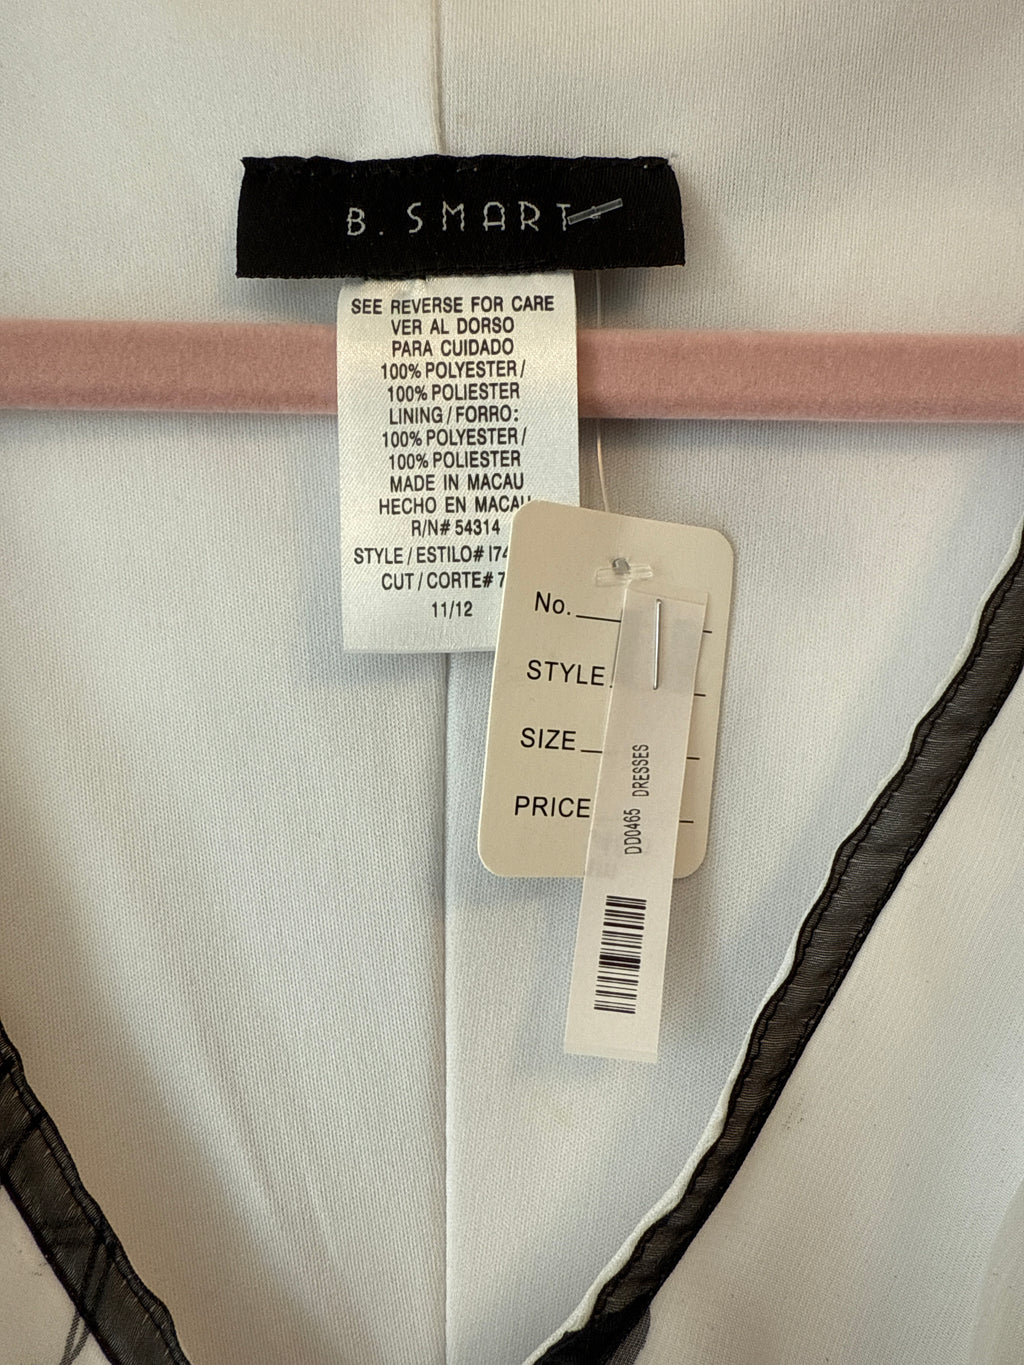 B. SMART
SEE REVERSE FOR CARE
VER AL DORSO
PARA CUIDADO
100% POLYESTER /
100% POLIESTER
LINING / FORRO:
100% POLYESTER /
100% POLIESTER
MADE IN MACAU
HECHO EN MACAU
R/N# 54314
STYLE / ESTILO# I74
CUT / CORTE# 7
11/12
No.
STYLE
SIZE
PRICE
DD0465 DRESSES